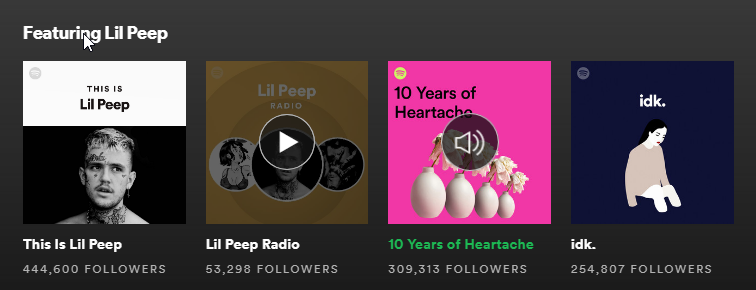 Featuring Lil Peep
THIS IS
Lil Peep
Lil Peep
RADIO
10 Years of
Heartache
idk.
This Is Lil Peep
Lil Peep Radio
10 Years of Heartache
idk.
444,600 FOLLOWERS
53,298 FOLLOWERS
309,313 FOLLOWERS
254,807 FOLLOWERS